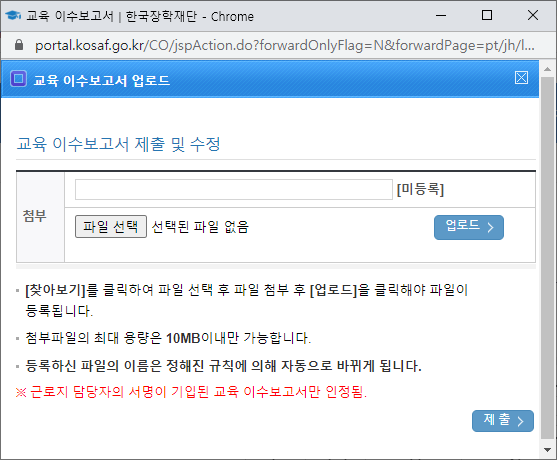 교육 이수보고서 | 한국장학재단 - Chrome
portal.kosaf.go.kr/CO/jspAction.do?forwardOnlyFlag=N&forwardPage=pt/jh/l...
교육 이수보고서 업로드
교육 이수보고서 제출 및 수정
[미등록]
첨부
파일 선택 선택된 파일 없음 업로드
[찾아보기]를 클릭하여 파일 선택 후 파일 첨부 후 [업로드]을 클릭해야 파일이
등록됩니다.
첨부파일의 최대 용량은 10MB이내만 가능합니다.
등록하신 파일의 이름은 정해진 규칙에 의해 자동으로 바뀌게 됩니다.
※ 근로지 담당자의 서명이 기입된 교육 이수보고서만 인정됨.
제 출